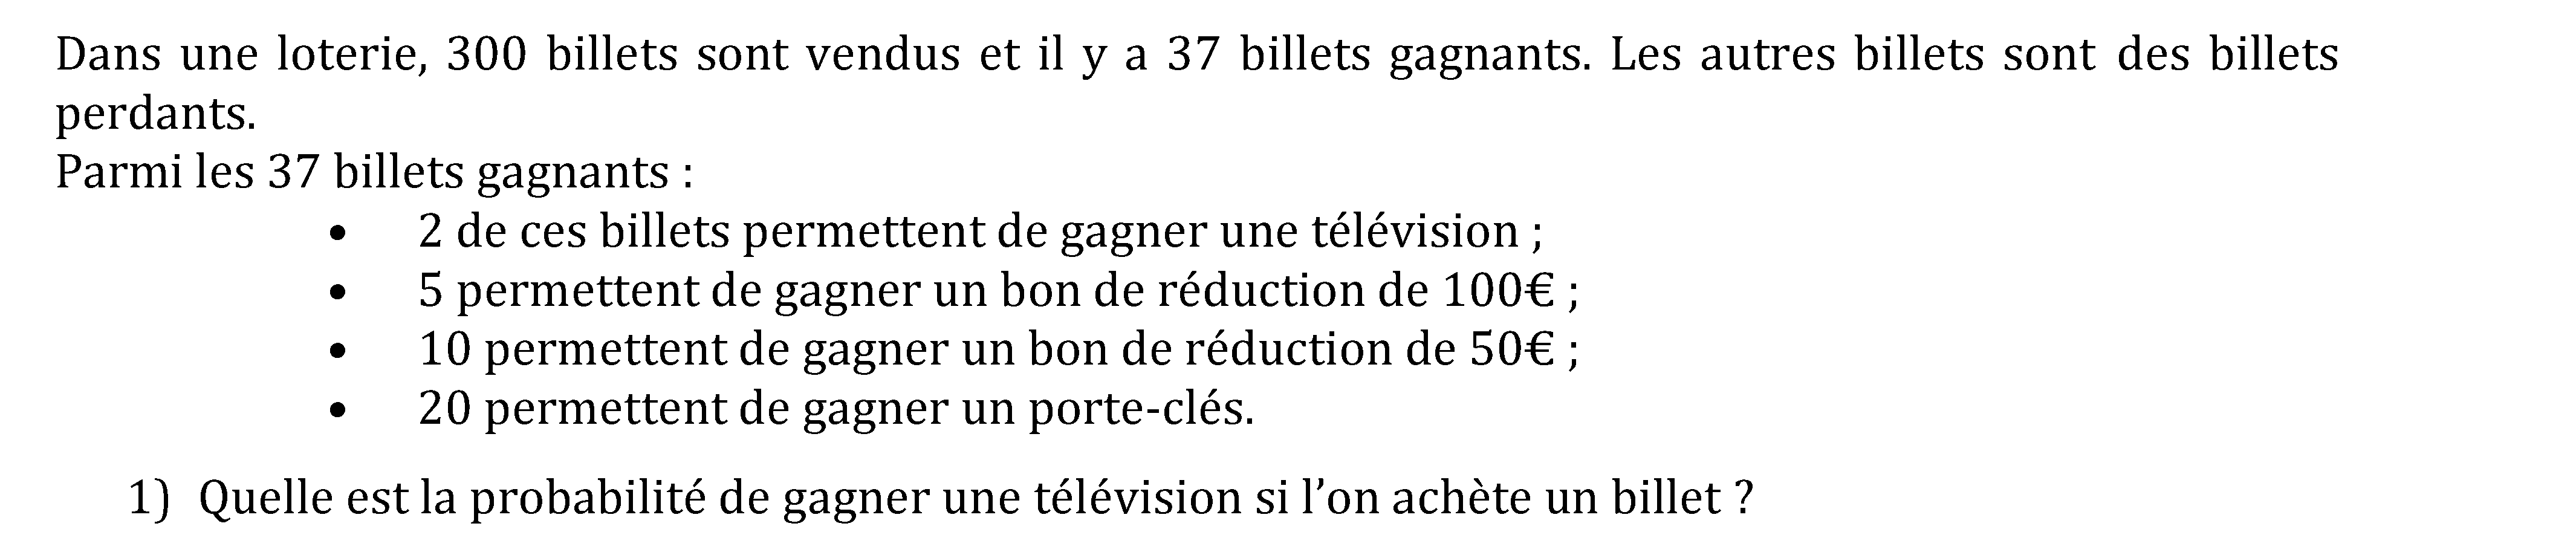 Dans une loterie, 300 billets sont vendus et il y a 37 billets gagnants. Les autres billets sont des billets
perdants.
Parmi les 37 billets gagnants :
• 2 de ces billets permettent de gagner une télévision ;
• 5 permettent de gagner un bon de réduction de 100€ ;
• 10 permettent de gagner un bon de réduction de 50€ ;
• 20 permettent de gagner un porte-clés.
1) Quelle est la probabilité de gagner une télévision si l’on achète un billet ?